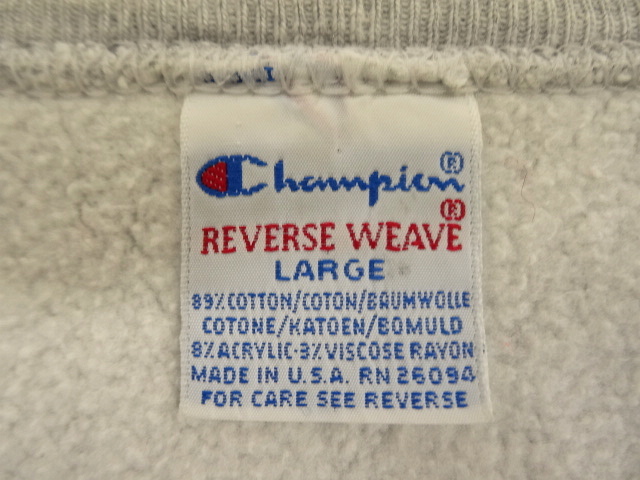 Champion®
®
REVERSE WEAVE
LARGE
89% COTTON/COTON/BAUMWOLLE
COTONE/KATOEN/BOMULD
8% ACRYLIC·3% VISCOSE RAYON
MADE IN U.S.A. RN 26094
FOR CARE SEE REVERSE